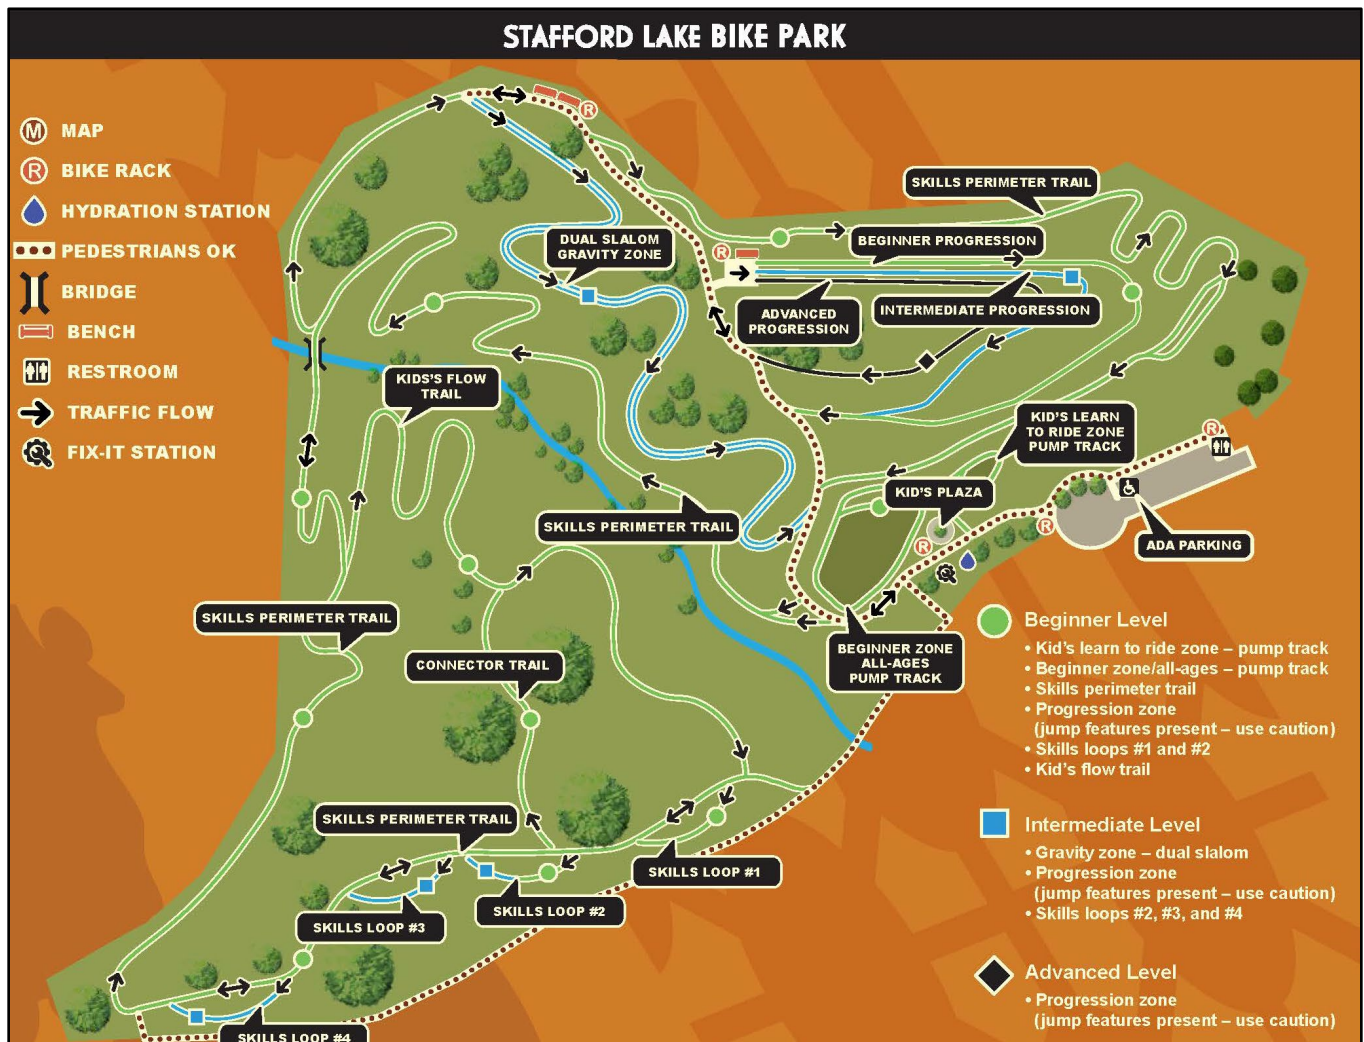 STAFFORD LAKE BIKE PARK
M MAP
R BIKE RACK
HYDRATION STATION
PEDESTRIANS OK
BRIDGE
BENCH
RESTROOM
TRAFFIC FLOW
FIX-IT STATION
R
SKILLS PERIMETER TRAIL
DUAL SLALOM
GRAVITY ZONE
R
BEGINNER PROGRESSION
ADVANCED
PROGRESSION
INTERMEDIATE PROGRESSION
KIDS'S FLOW
TRAIL
KID'S LEARN
TO RIDE ZONE
PUMP TRACK
R
KID'S PLAZA
SKILLS PERIMETER TRAIL
R
R
ADA PARKING
SKILLS PERIMETER TRAIL
CONNECTOR TRAIL
BEGINNER ZONE
ALL-AGES
PUMP TRACK
SKILLS PERIMETER TRAIL
SKILLS LOOP #1
SKILLS LOOP #2
SKILLS LOOP #3
SKILLS LOOP #4
Beginner Level
• Kid's learn to ride zone – pump track
• Beginner zone/all-ages – pump track
• Skills perimeter trail
• Progression zone
(jump features present – use caution)
• Skills loops #1 and #2
• Kid's flow trail
Intermediate Level
• Gravity zone – dual slalom
• Progression zone
(jump features present – use caution)
• Skills loops #2, #3, and #4
Advanced Level
• Progression zone
(jump features present – use caution)